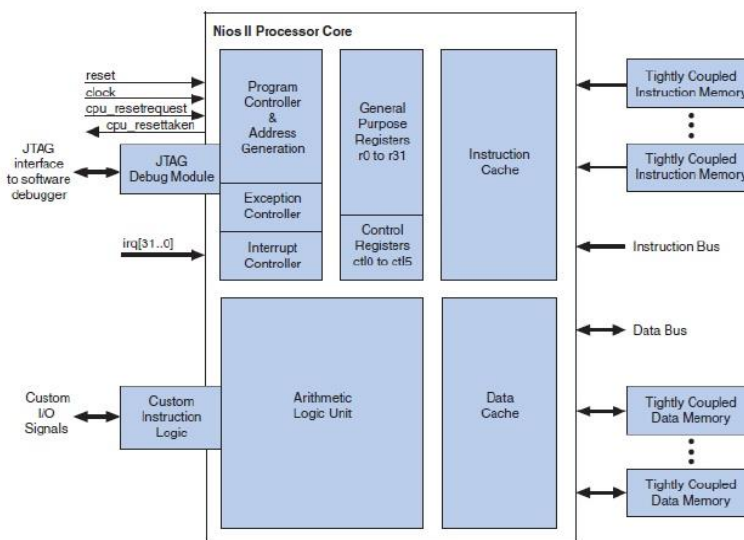 Nios II Processor Core
reset
clock
cpu_resetrequest
cpu_resettaken
JTAG
interface
to software
debugger
JTAG
Debug Module
irq[31..0]
Program
Controller
&
Address
Generation
Exception
Controller
Interrupt
Controller
General
Purpose
Registers
r0 to r31
Control
Registers
ctl0 to ctl5
Instruction
Cache
Tightly Coupled
Instruction Memory
Tightly Coupled
Instruction Memory
Instruction Bus
Data Bus
Custom
I/O
Signals
Custom
Instruction
Logic
Arithmetic
Logic Unit
Data
Cache
Tightly Coupled
Data Memory
Tightly Coupled
Data Memory